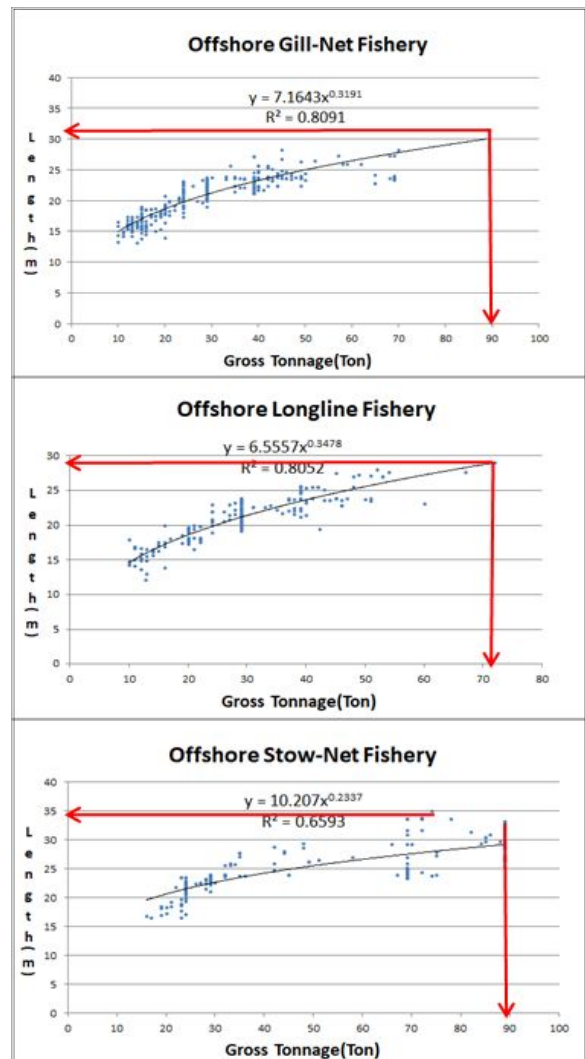 Offshore Gill-Net Fishery
y = 7.1643x^0.3191
R² = 0.8091
40
35
30
25
20
15
10
5
0
L
e
n
g
t
h
)
m
(
0 10 20 30 40 50 60 70 80 90 100
Gross Tonnage(Ton)
Offshore Longline Fishery
y = 6.5557x^0.3478
R² = 0.8052
30
25
20
15
10
5
0
L
e
n
g
t
h
)
m
(
0 10 20 30 40 50 60 70 80
Gross Tonnage(Ton)
Offshore Stow-Net Fishery
y = 10.207x^0.2337
R² = 0.6593
40
35
30
25
20
15
10
5
0
L
e
n
g
t
h
)
m
(
0 10 20 30 40 50 60 70 80 90 100
Gross Tonnage(Ton)